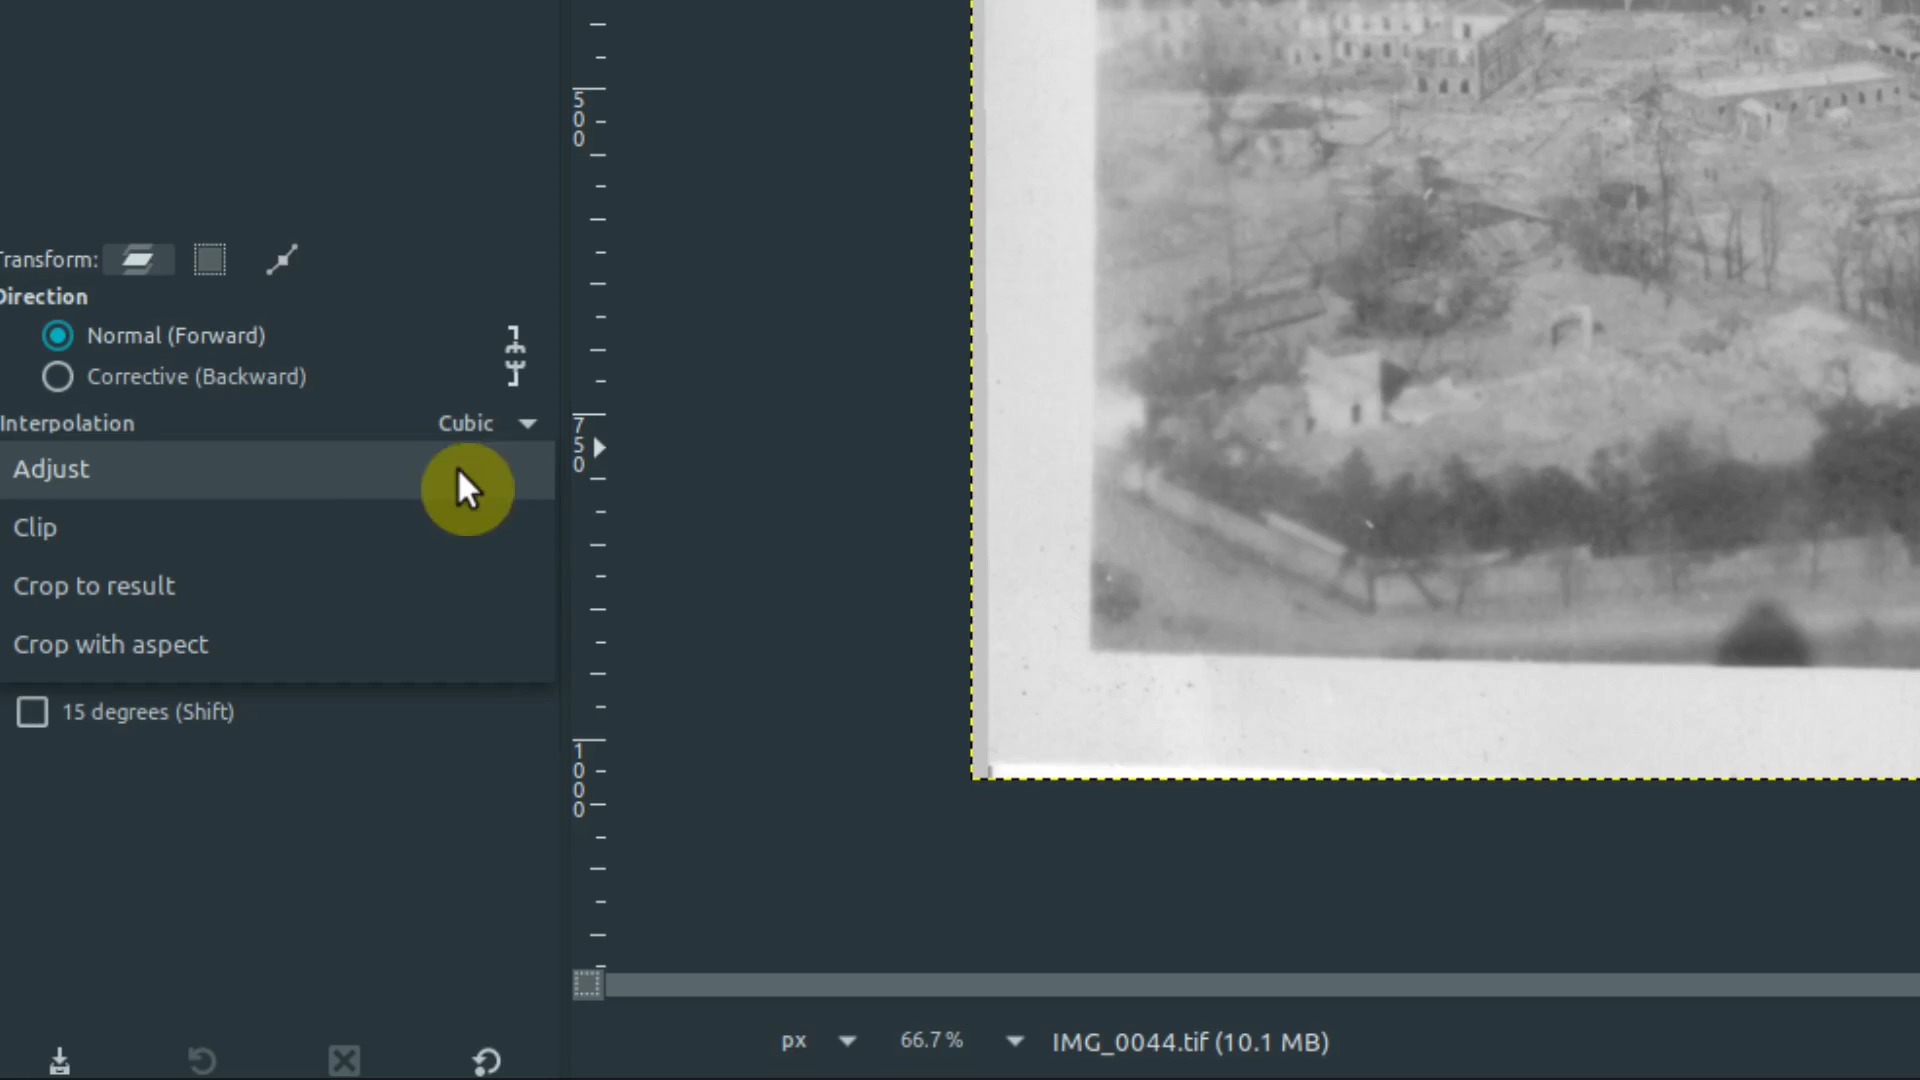 Transform:
Direction
Normal (Forward)
Corrective (Backward)
Interpolation Cubic
Adjust
Clip
Crop to result
Crop with aspect
15 degrees (Shift)
500
750
1000
px 66.7 % IMG_0044.tif (10.1 MB)